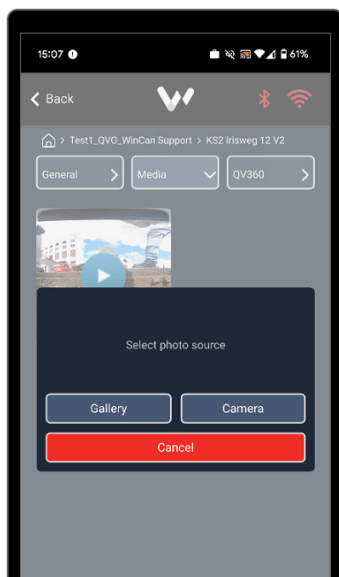 15:07 61%
Back
> Test1_QVO_WinCan Support > KS2 Irisweg 12 V2
General > Media QV360 >
Select photo source
Gallery Camera
Cancel